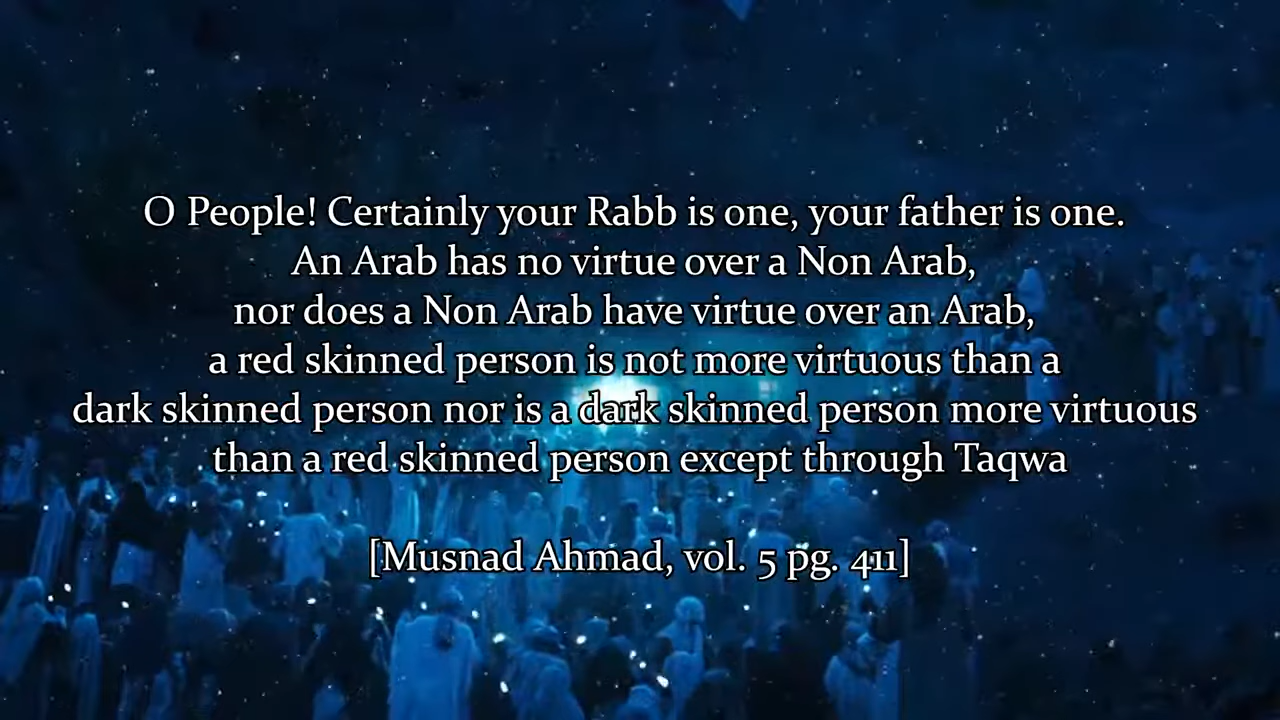 O People! Certainly your Rabb is one, your father is one.
An Arab has no virtue over a Non Arab,
nor does a Non Arab have virtue over an Arab,
a red skinned person is not more virtuous than a
dark skinned person nor is a dark skinned person more virtuous
than a red skinned person except through Taqwa
[Musnad Ahmad, vol. 5 pg. 411]